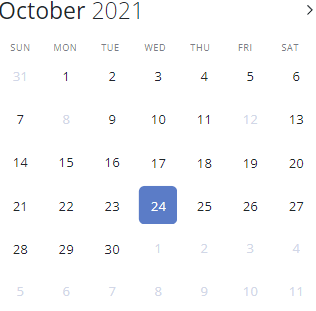 October 2021
SUN MON TUE WED THU FRI SAT
31 1 2 3 4 5 6
7 8 9 10 11 12 13
14 15 16 17 18 19 20
21 22 23 24 25 26 27
28 29 30 1 2 3 4
5 6 7 8 9 10 11